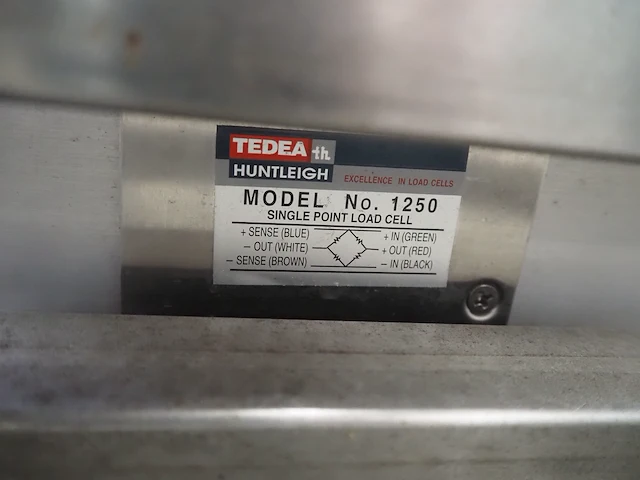 TEDEA th
HUNTLEIGH
EXCELLENCE IN LOAD CELLS
MODEL No. 1250
SINGLE POINT LOAD CELL
+ SENSE (BLUE) + IN (GREEN)
– OUT (WHITE) + OUT (RED)
– SENSE (BROWN) – IN (BLACK)